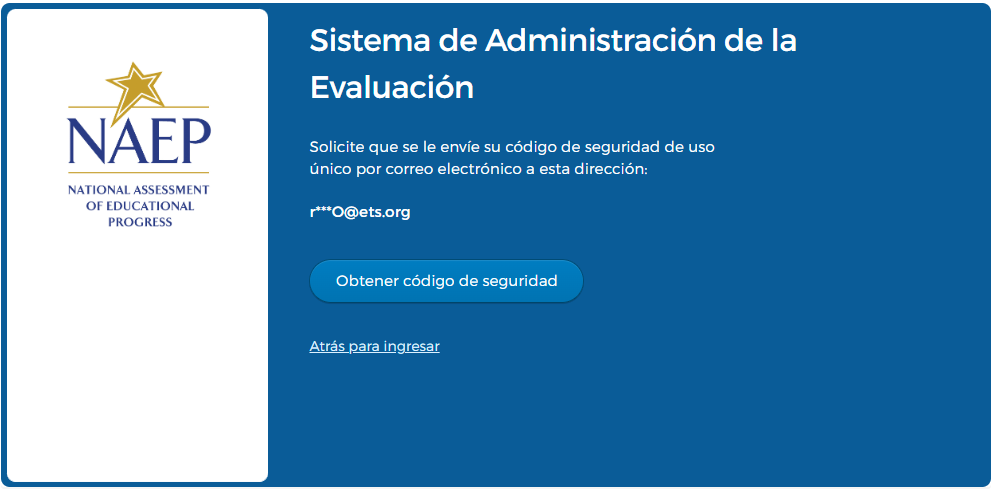 NAEP
NATIONAL ASSESSMENT
OF EDUCATIONAL
PROGRESS
Sistema de Administración de la
Evaluación
Solicite que se le envíe su código de seguridad de uso
único por correo electrónico a esta dirección:
r***O@ets.org
Obtener código de seguridad
Atrás para ingresar